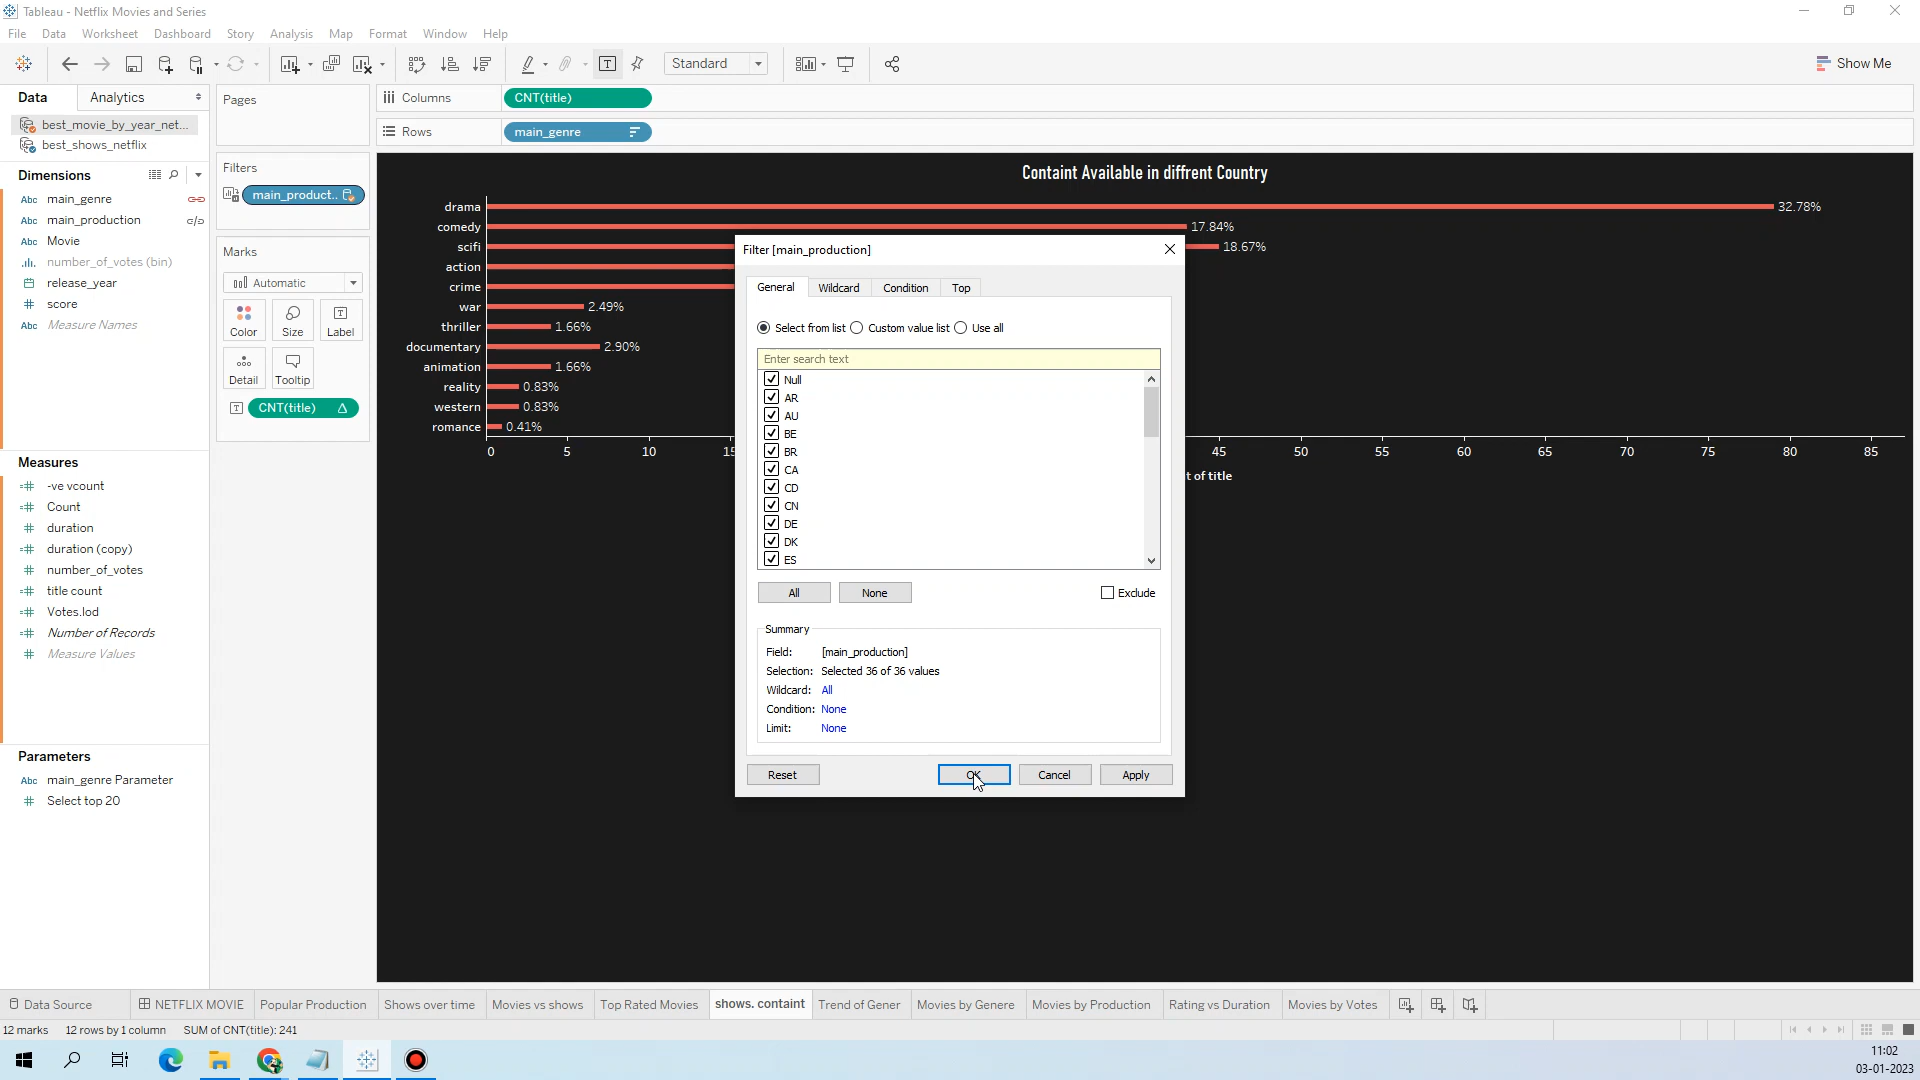 Tableau - Netflix Movies and Series
File Data Worksheet Dashboard Story Analysis Map Format Window Help
Standard
Show Me
Data Analytics
best_movie_by_year_net...
best_shows_netflix
Dimensions
Abc main_genre
Abc main_production
Abc Movie
number_of_votes (bin)
release_year
# score
Abc Measure Names
Measures
=# -ve vcount
=# Count
# duration
=# duration (copy)
# number_of_votes
=# title count
=# Votes.lod
=# Number of Records
# Measure Values
Parameters
Abc main_genre Parameter
# Select top 20
Pages
Filters
main_product..
Marks
Automatic
Color Size Label
Detail Tooltip
CNT(title) Δ
Columns CNT(title)
Rows main_genre
Containt Available in diffrent Country
drama 32.78%
comedy 17.84%
scifi 18.67%
action
crime
war 2.49%
thriller 1.66%
documentary 2.90%
animation 1.66%
reality 0.83%
western 0.83%
romance 0.41%
0 5 10 15 45 50 55 60 65 70 75 80 85
t of title
Filter [main_production]
General Wildcard Condition Top
Select from list Custom value list Use all
Enter search text
Null
AR
AU
BE
BR
CA
CD
CN
DE
DK
ES
All None Exclude
Summary
Field: [main_production]
Selection: Selected 36 of 36 values
Wildcard: All
Condition: None
Limit: None
Reset OK Cancel Apply
Data Source NETFLIX MOVIE Popular Production Shows over time Movies vs shows Top Rated Movies shows. containt Trend of Gener Movies by Genere Movies by Production Rating vs Duration Movies by Votes
12 marks 12 rows by 1 column SUM of CNT(title): 241
11:02
03-01-2023